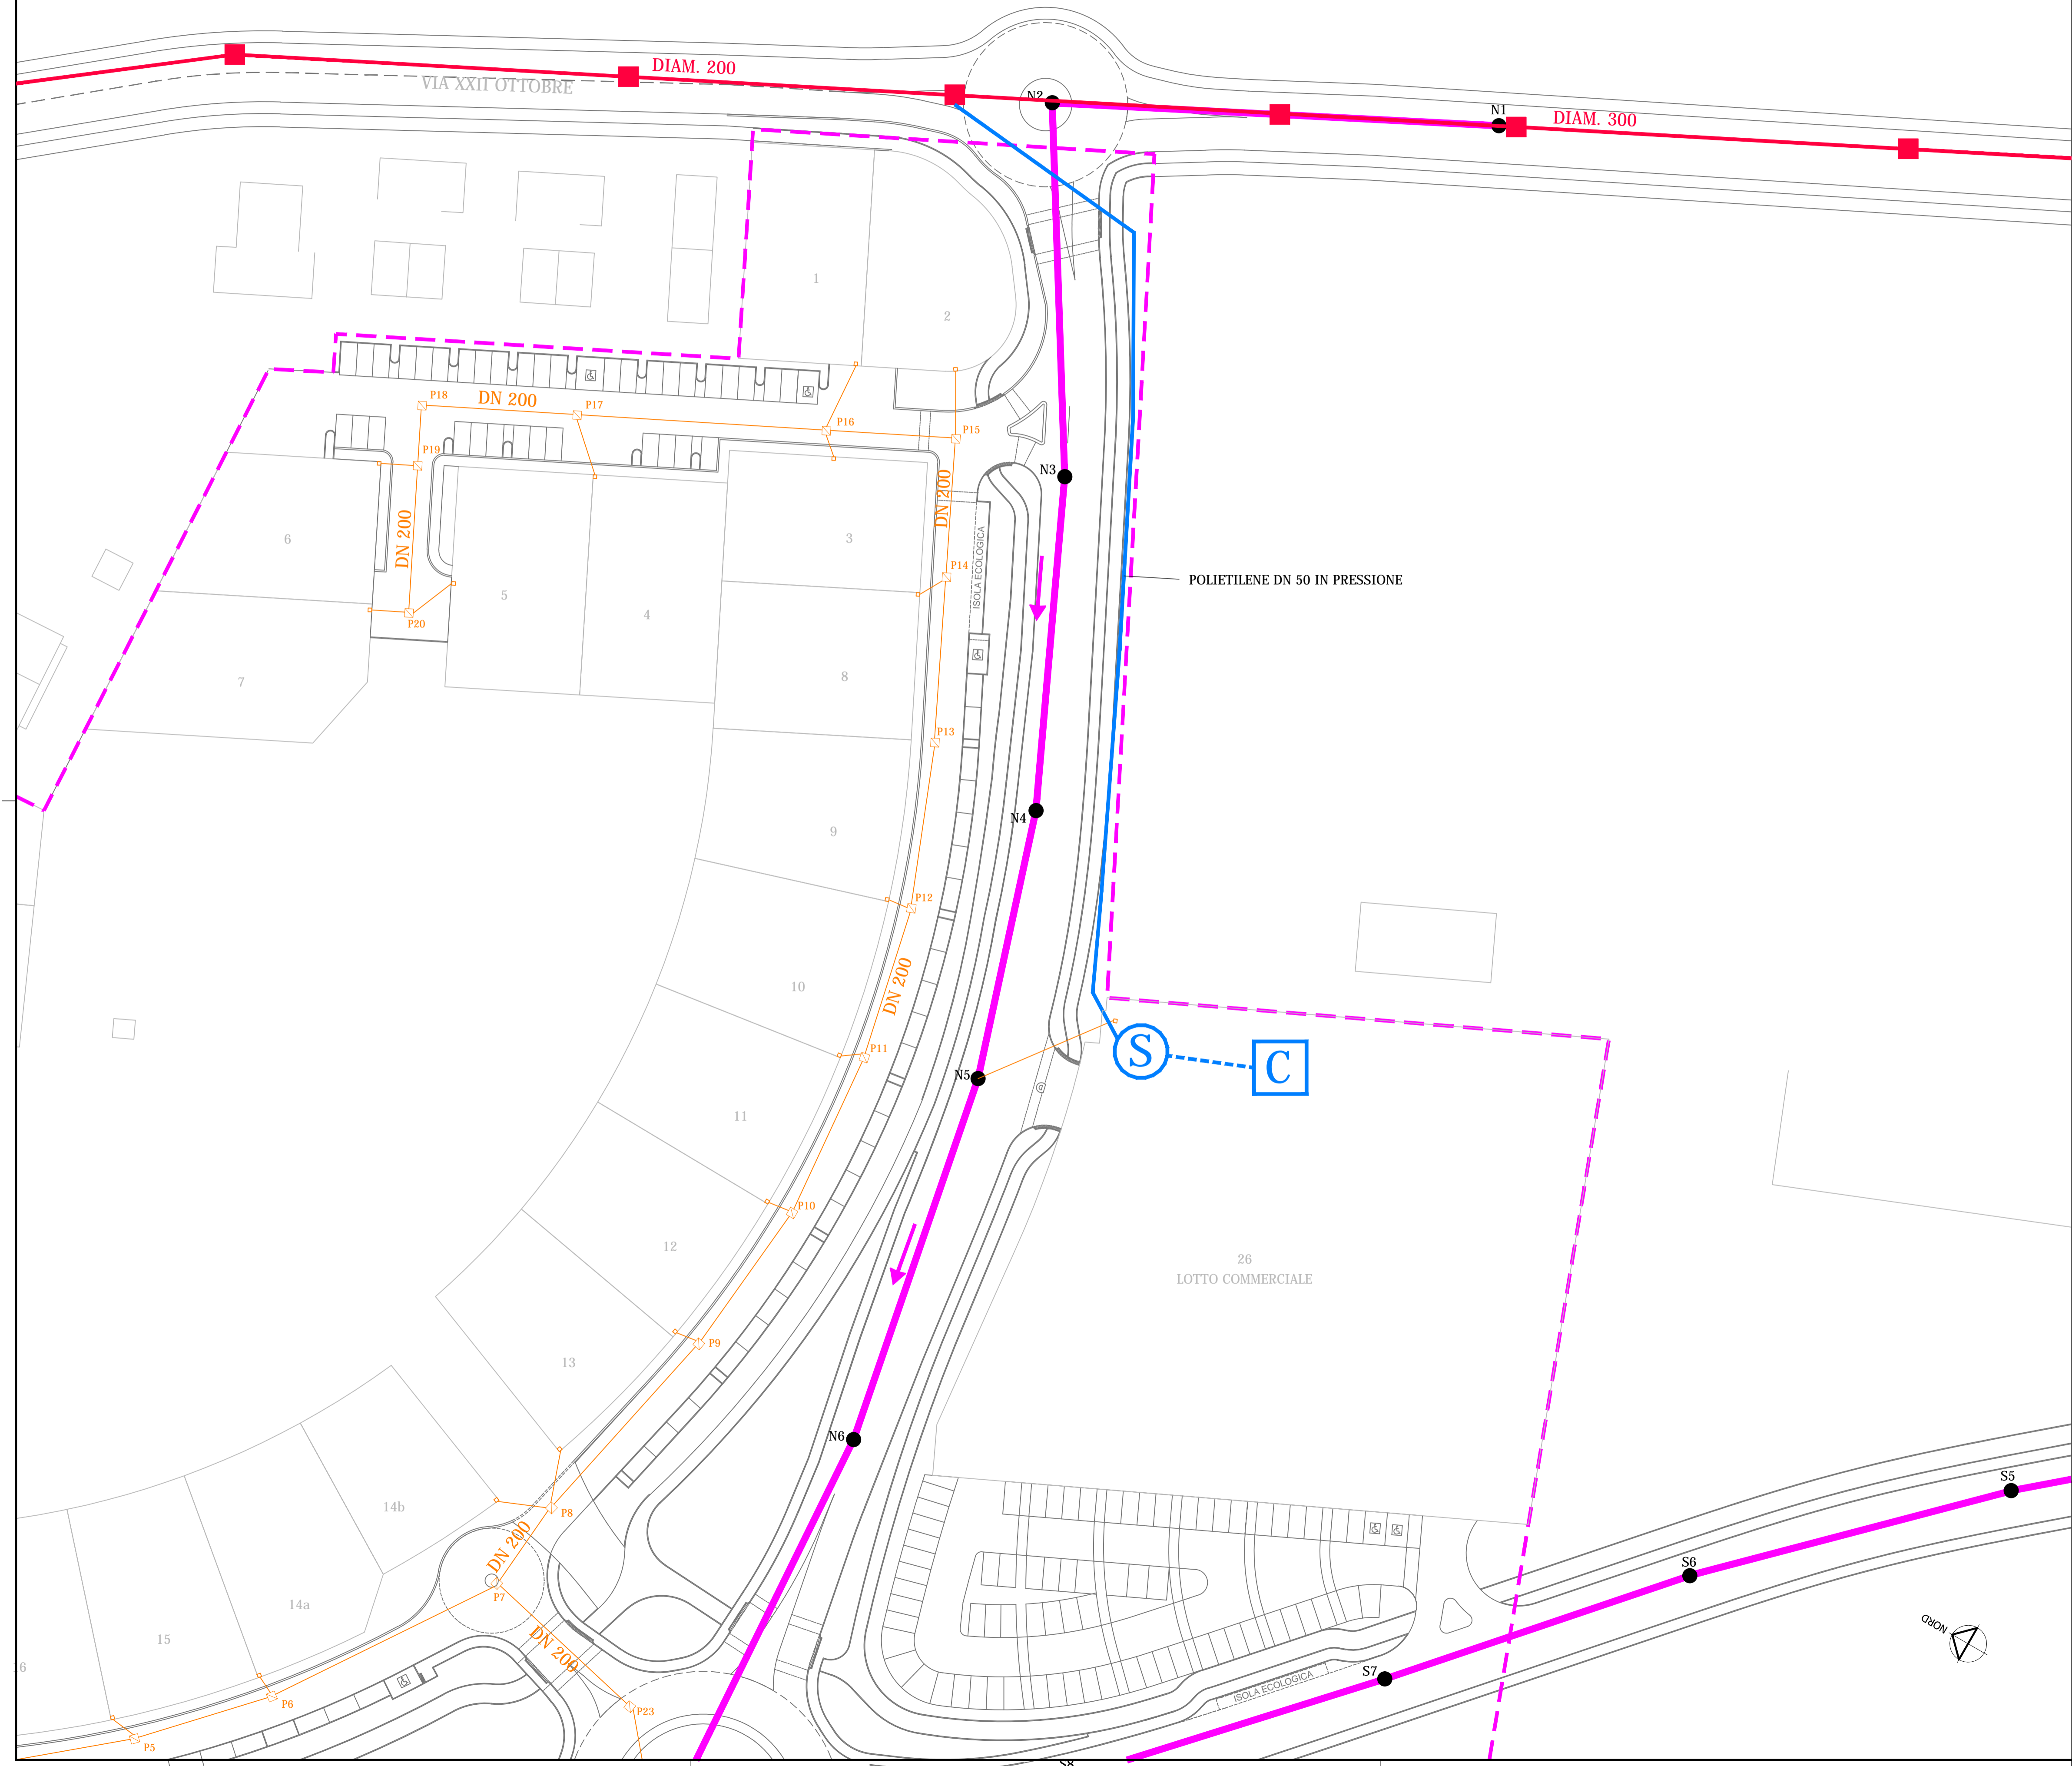 DIAM. 200
VIA XXII OTTOBRE
N2
N1
DIAM. 300
1
2
P18
DN 200
P17
P16
P15
P19
N3
DN 200
DN 200
6
3
ISOLA ECOLOGICA
P14
POLIETILENE DN 50 IN PRESSIONE
5
4
P20
7
8
P13
N4
9
P12
10
DN 200
P11
S
C
N5
11
P10
12
26
LOTTO COMMERCIALE
P9
13
N6
14b
P8
S5
DN 200
S6
P7
14a
15
DN 200
NORD
16
S7
ISOLA ECOLOGICA
P6
P23
P5
S8